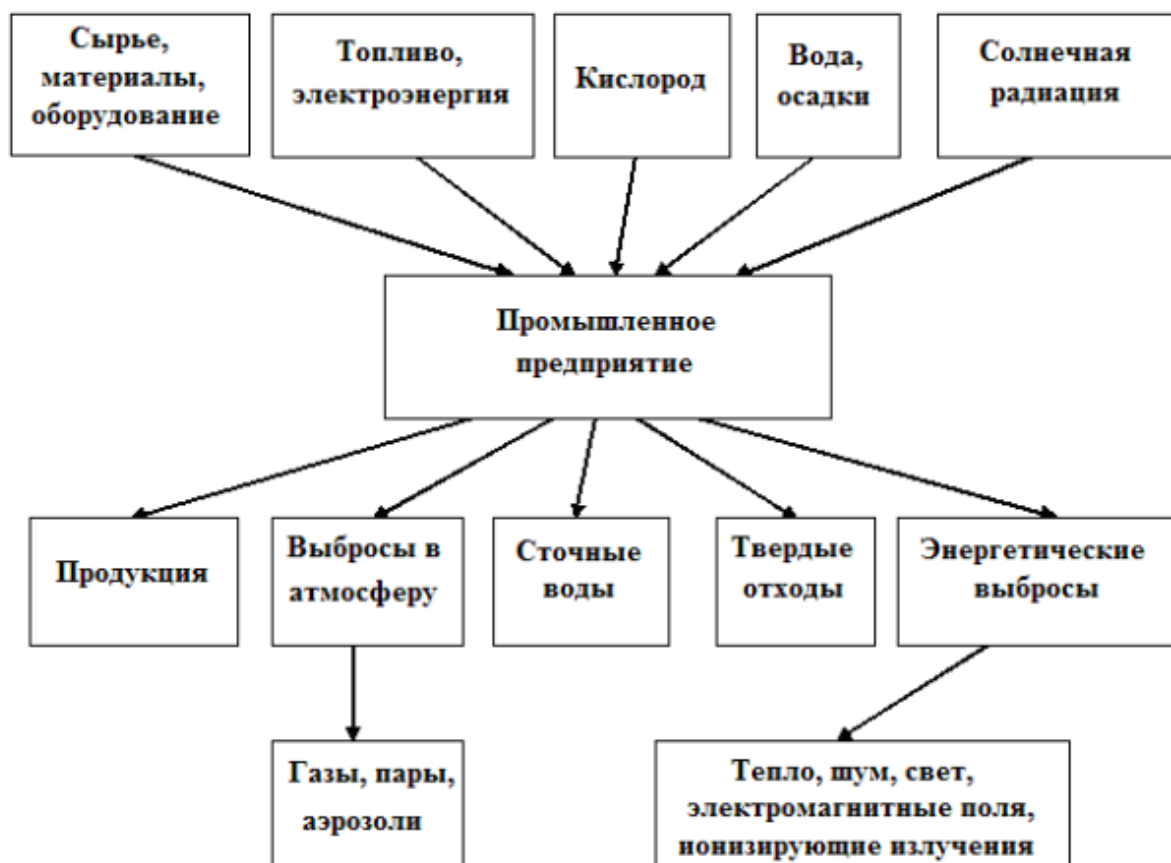 Сырье,
материалы,
оборудование
Топливо,
электроэнергия
Кислород
Вода,
осадки
Солнечная
радиация
Промышленное
предприятие
Продукция
Выбросы в
атмосферу
Сточные
воды
Твердые
отходы
Энергетические
выбросы
Газы, пары,
аэрозоли
Тепло, шум, свет,
электромагнитные поля,
ионизирующие излучения